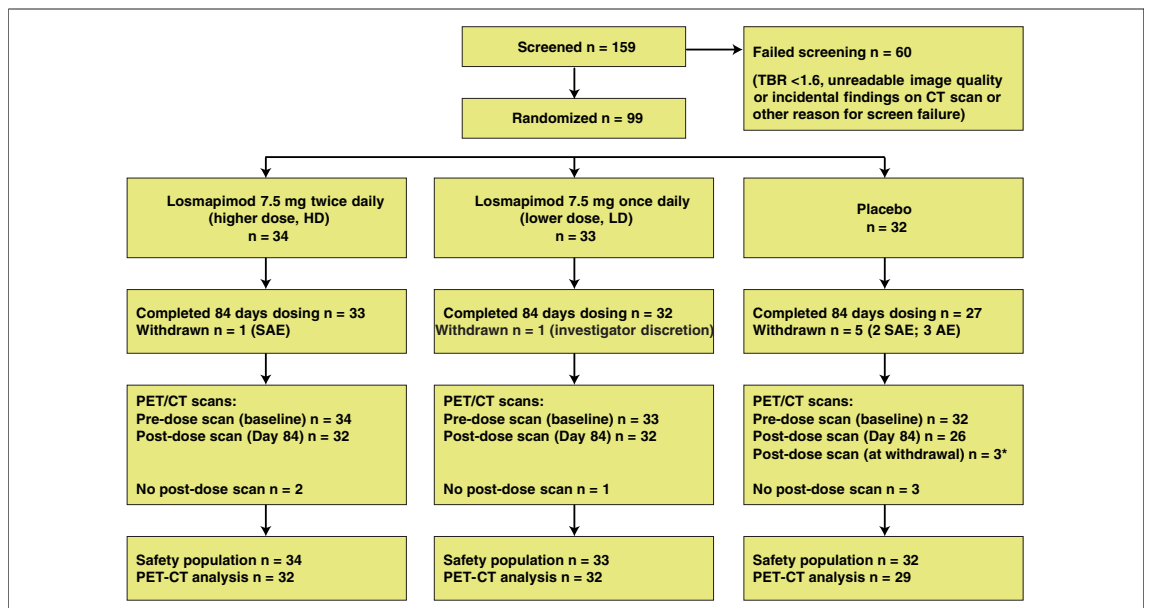 Screened n = 159
Failed screening n = 60
(TBR <1.6, unreadable image quality
or incidental findings on CT scan or
other reason for screen failure)
Randomized n = 99
Losmapimod 7.5 mg twice daily
(higher dose, HD)
n = 34
Losmapimod 7.5 mg once daily
(lower dose, LD)
n = 33
Placebo
n = 32
Completed 84 days dosing n = 33
Withdrawn n = 1 (SAE)
Completed 84 days dosing n = 32
Withdrawn n = 1 (investigator discretion)
Completed 84 days dosing n = 27
Withdrawn n = 5 (2 SAE; 3 AE)
PET/CT scans:
Pre-dose scan (baseline) n = 34
Post-dose scan (Day 84) n = 32
No post-dose scan n = 2
PET/CT scans:
Pre-dose scan (baseline) n = 33
Post-dose scan (Day 84) n = 32
No post-dose scan n = 1
PET/CT scans:
Pre-dose scan (baseline) n = 32
Post-dose scan (Day 84) n = 26
Post-dose scan (at withdrawal) n = 3*
No post-dose scan n = 3
Safety population n = 34
PET-CT analysis n = 32
Safety population n = 33
PET-CT analysis n = 32
Safety population n = 32
PET-CT analysis n = 29